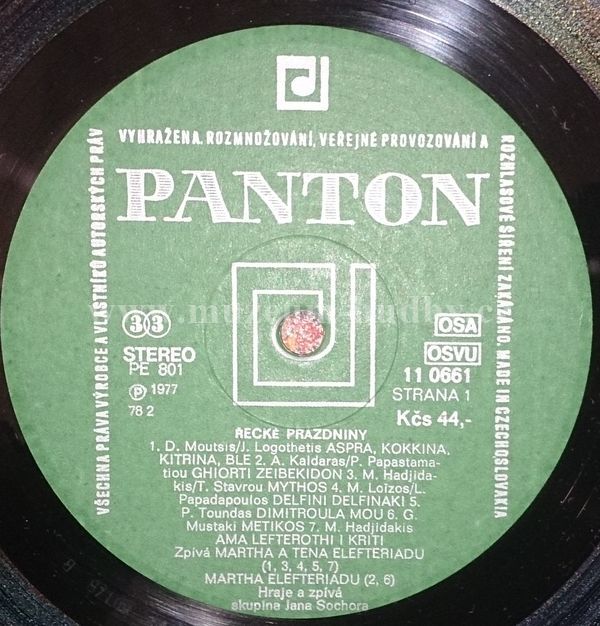 VYHRAŽENA. ROZMNOŽOVÁNÍ, VEŘEJNÉ PROVOZOVÁNÍ A
ROZHLASOVÉ ŠÍŘENÍ ZAKÁZÁNO. MADE IN CZECHOSLOVAKIA
VŠECHNA PRÁVA VÝROBCE A VLASTNÍKŮ AUTORSKÝCH PRÁV
PANTON
33
STEREO
PE 801
Ⓟ 1977
78 2
OSA
OSVU
11 0661
STRANA 1
Kčs 44,-
ŘECKÉ PRÁZDNINY
1. D. Moutsis/J. Logothetis ASPRA, KOKKINA,
KITRINA, BLE 2. A. Kaldaras/P. Papastama-
tiou GHIORTI ZEIBEKIDON 3. M. Hadjida-
kis/T. Stavrou MYTHOS 4. M. Loizos/L.
Papadapoulos DELFINI DELFINAKI 5.
P. Toundas DIMITROULA MOU 6. G.
Mustaki METIKOS 7. M. Hadjidakis
AMA LEFTEROTHI I KRITI
Zpívá MARTHA A TENA ELEFTERIADU
(1, 3, 4, 5, 7)
MARTHA ELEFTERIADU (2, 6)
Hraje a zpívá
skupina Jana Sochora